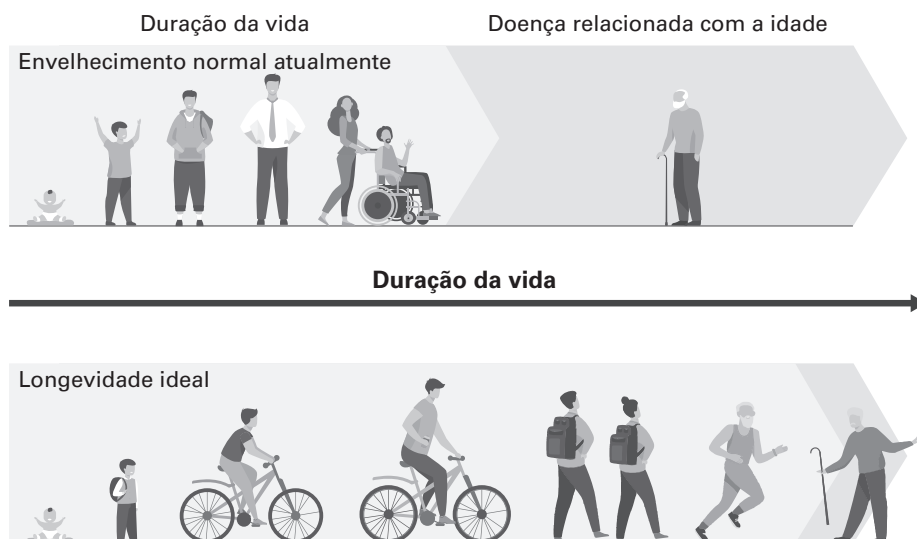 Duração da vida
Doença relacionada com a idade
Envelhecimento normal atualmente
Duração da vida
Longevidade ideal